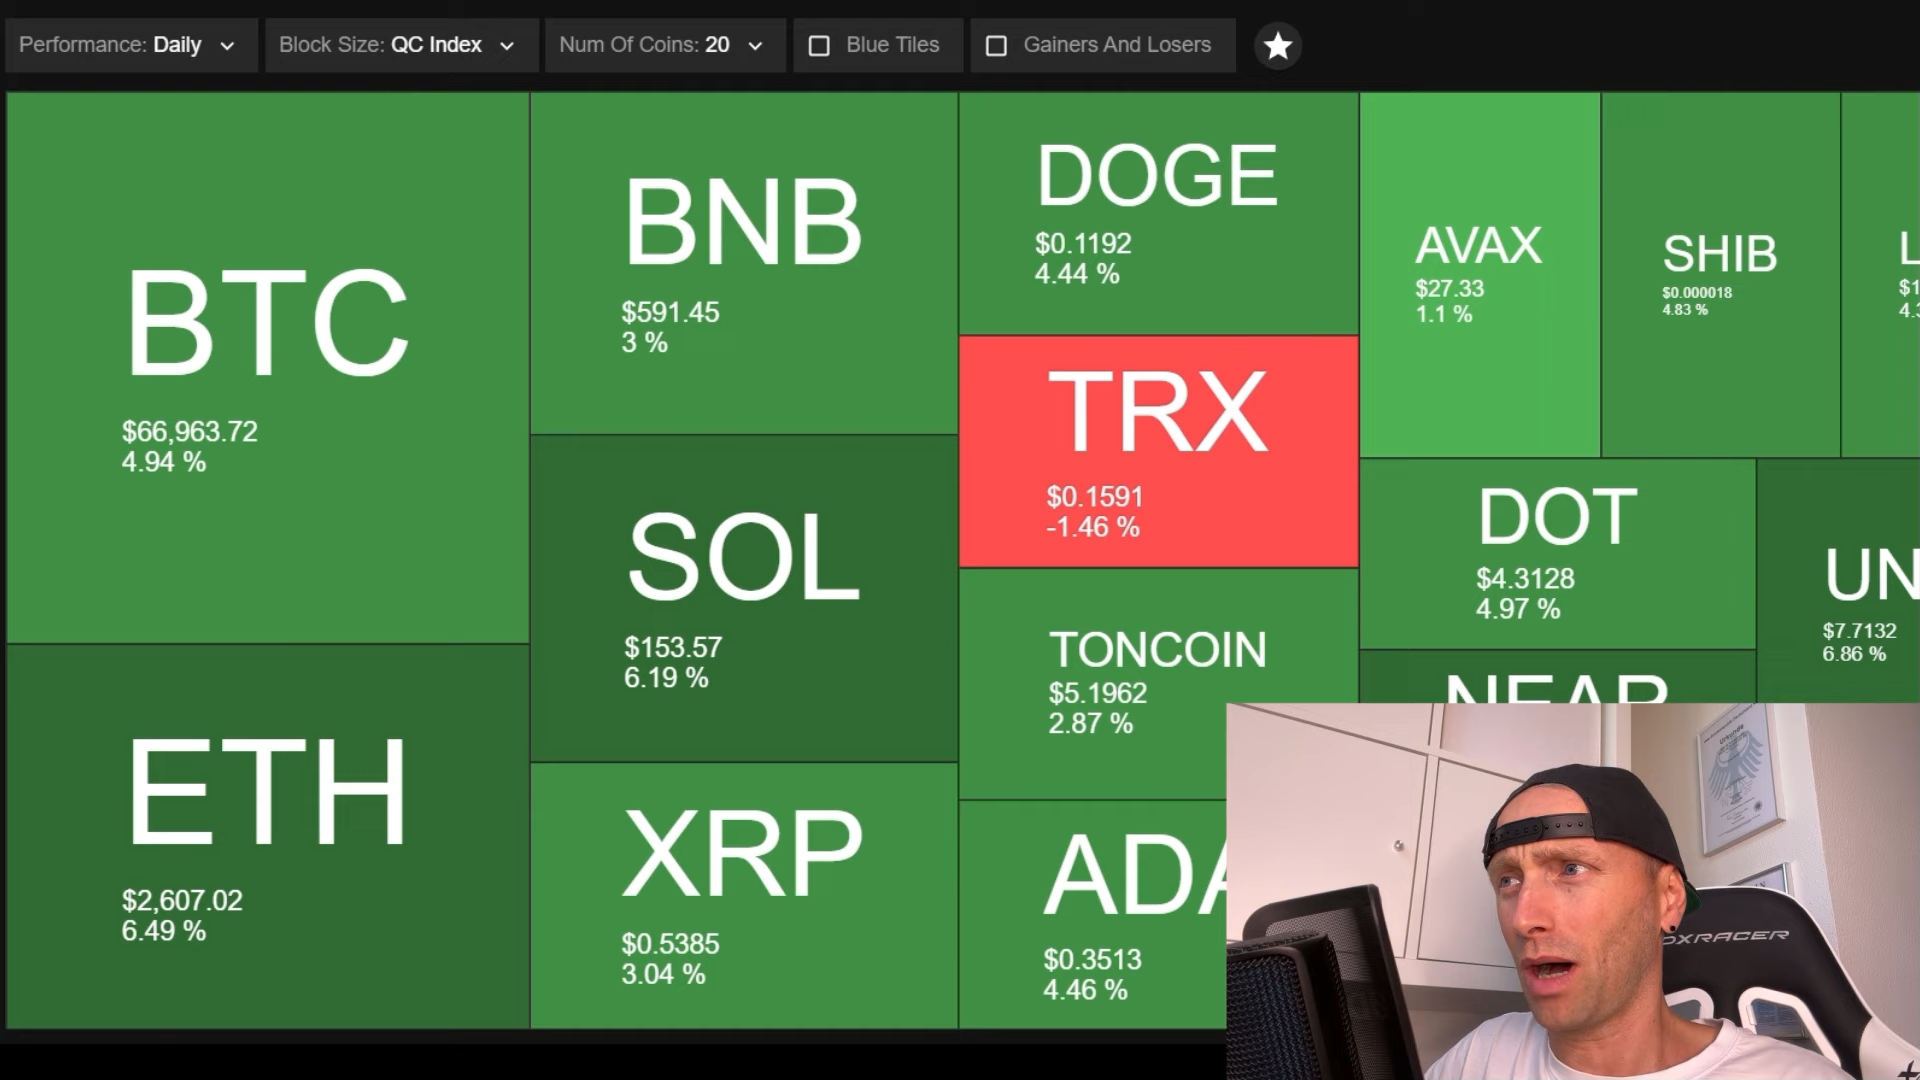 Performance: Daily
Block Size: QC Index
Num Of Coins: 20
Blue Tiles
Gainers And Losers
BTC
$66,963.72
4.94 %
ETH
$2,607.02
6.49 %
BNB
$591.45
3 %
SOL
$153.57
6.19 %
XRP
$0.5385
3.04 %
DOGE
$0.1192
4.44 %
TRX
$0.1591
-1.46 %
TONCOIN
$5.1962
2.87 %
ADA
$0.3513
4.46 %
AVAX
$27.33
1.1 %
SHIB
$0.000018
4.83 %
DOT
$4.3128
4.97 %
UN
$7.7132
6.86 %
NEAR
Urkunde
DXRACER